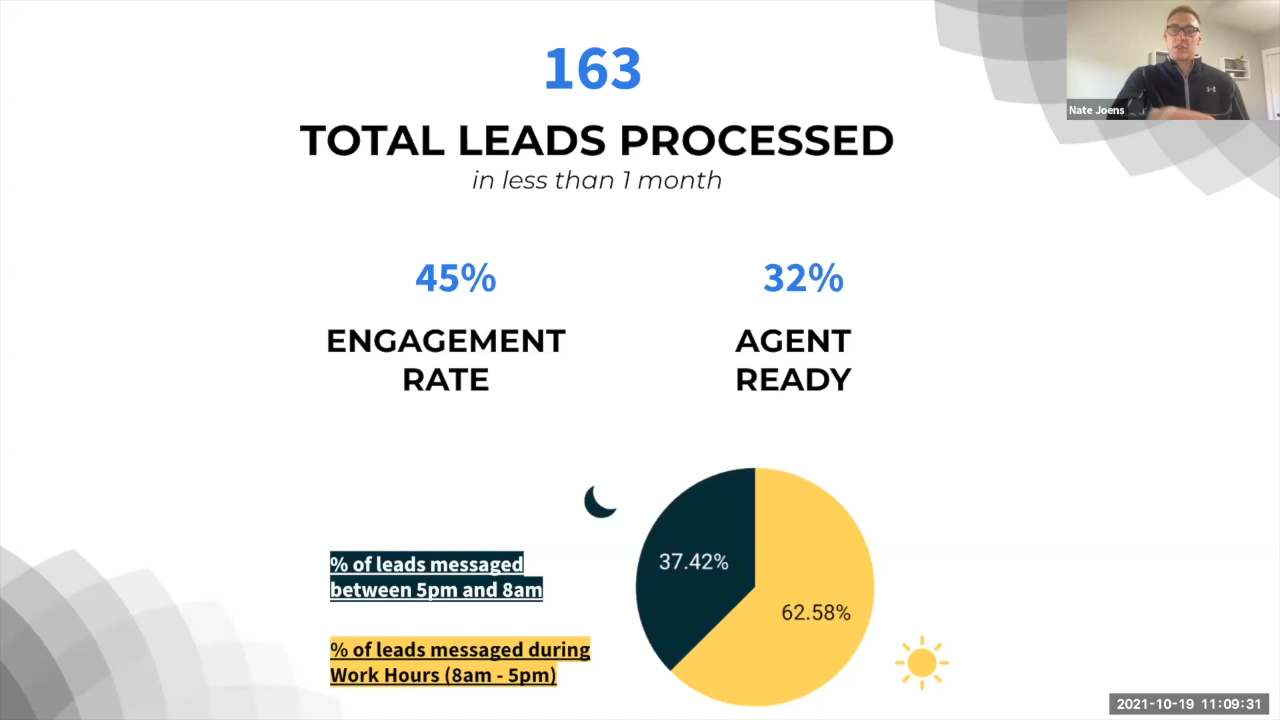 163
TOTAL LEADS PROCESSED
in less than 1 month
Nate Joens
45%
32%
ENGAGEMENT
RATE
AGENT
READY
% of leads messaged
between 5pm and 8am
% of leads messaged during
Work Hours (8am - 5pm)
37.42%
62.58%
2021-10-19 11:09:31